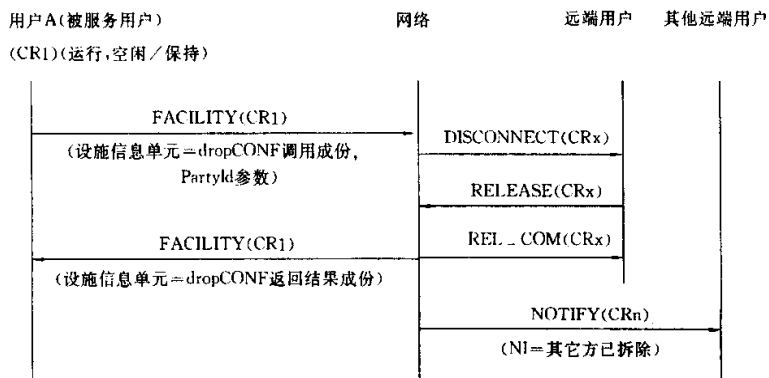 用户A(被服务用户) 网络 远端用户 其他远端用户
(CR1)(运行,空闲/保持)
FACILITY(CR1)
(设施信息单元=dropCONF调用成份,
PartyId参数)
DISCONNECT(CRx)
RELEASE(CRx)
FACILITY(CR1) REL_COM(CRx)
(设施信息单元=dropCONF返回结果成份)
NOTIFY(CRn)
(NI=其它方已拆除)